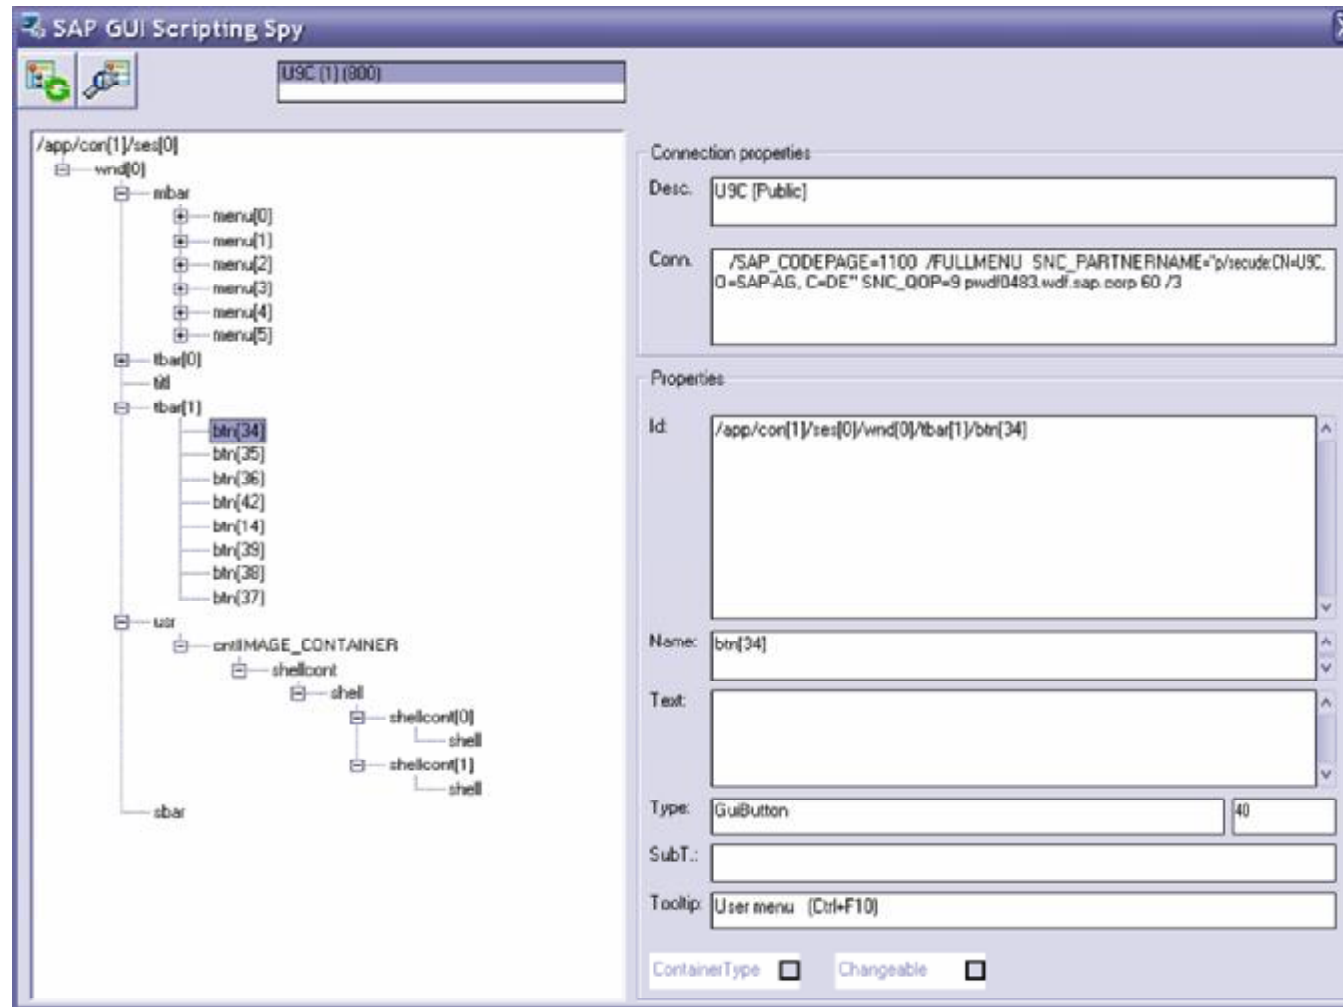 SAP GUI Scripting Spy
U9C (1) (800)
/app/con[1]/ses[0]
wnd[0]
mbar
menu[0]
menu[1]
menu[2]
menu[3]
menu[4]
menu[5]
tbar[0]
titl
tbar[1]
btn[34]
btn[35]
btn[36]
btn[42]
btn[14]
btn[39]
btn[38]
btn[37]
usr
cntlIMAGE_CONTAINER
shellcont
shell
shellcont[0]
shell
shellcont[1]
shell
sbar
Connection properties
Desc. U9C [Public]
Conn. /SAP_CODEPAGE=1100 /FULLMENU SNC_PARTNERNAME="p/secude:CN=U9C,
O=SAP-AG, C=DE" SNC_QOP=9 pwdf0483.wdf.sap.corp 60 /3
Properties
Id: /app/con[1]/ses[0]/wnd[0]/tbar[1]/btn[34]
Name: btn[34]
Text:
Type: GuiButton 40
SubT.:
Tooltip: User menu (Ctrl+F10)
ContainerType Changeable